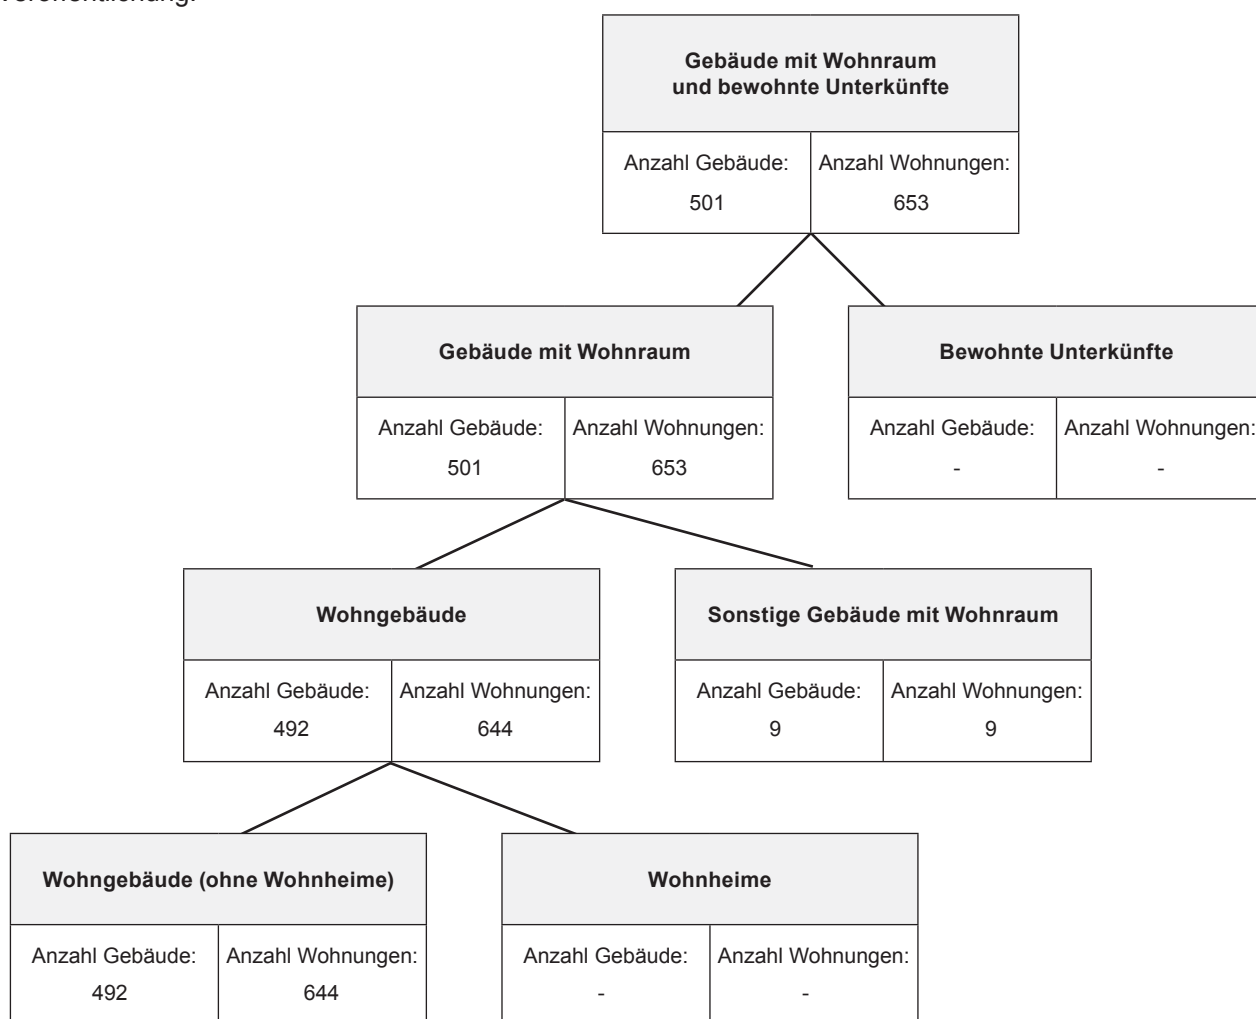 Veröffentlichung.
Gebäude mit Wohnraum
und bewohnte Unterkünfte
Anzahl Gebäude: Anzahl Wohnungen:
501 653
Gebäude mit Wohnraum Bewohnte Unterkünfte
Anzahl Gebäude: Anzahl Wohnungen: Anzahl Gebäude: Anzahl Wohnungen:
501 653 - -
Wohngebäude Sonstige Gebäude mit Wohnraum
Anzahl Gebäude: Anzahl Wohnungen: Anzahl Gebäude: Anzahl Wohnungen:
492 644 9 9
Wohngebäude (ohne Wohnheime) Wohnheime
Anzahl Gebäude: Anzahl Wohnungen: Anzahl Gebäude: Anzahl Wohnungen:
492 644 - -